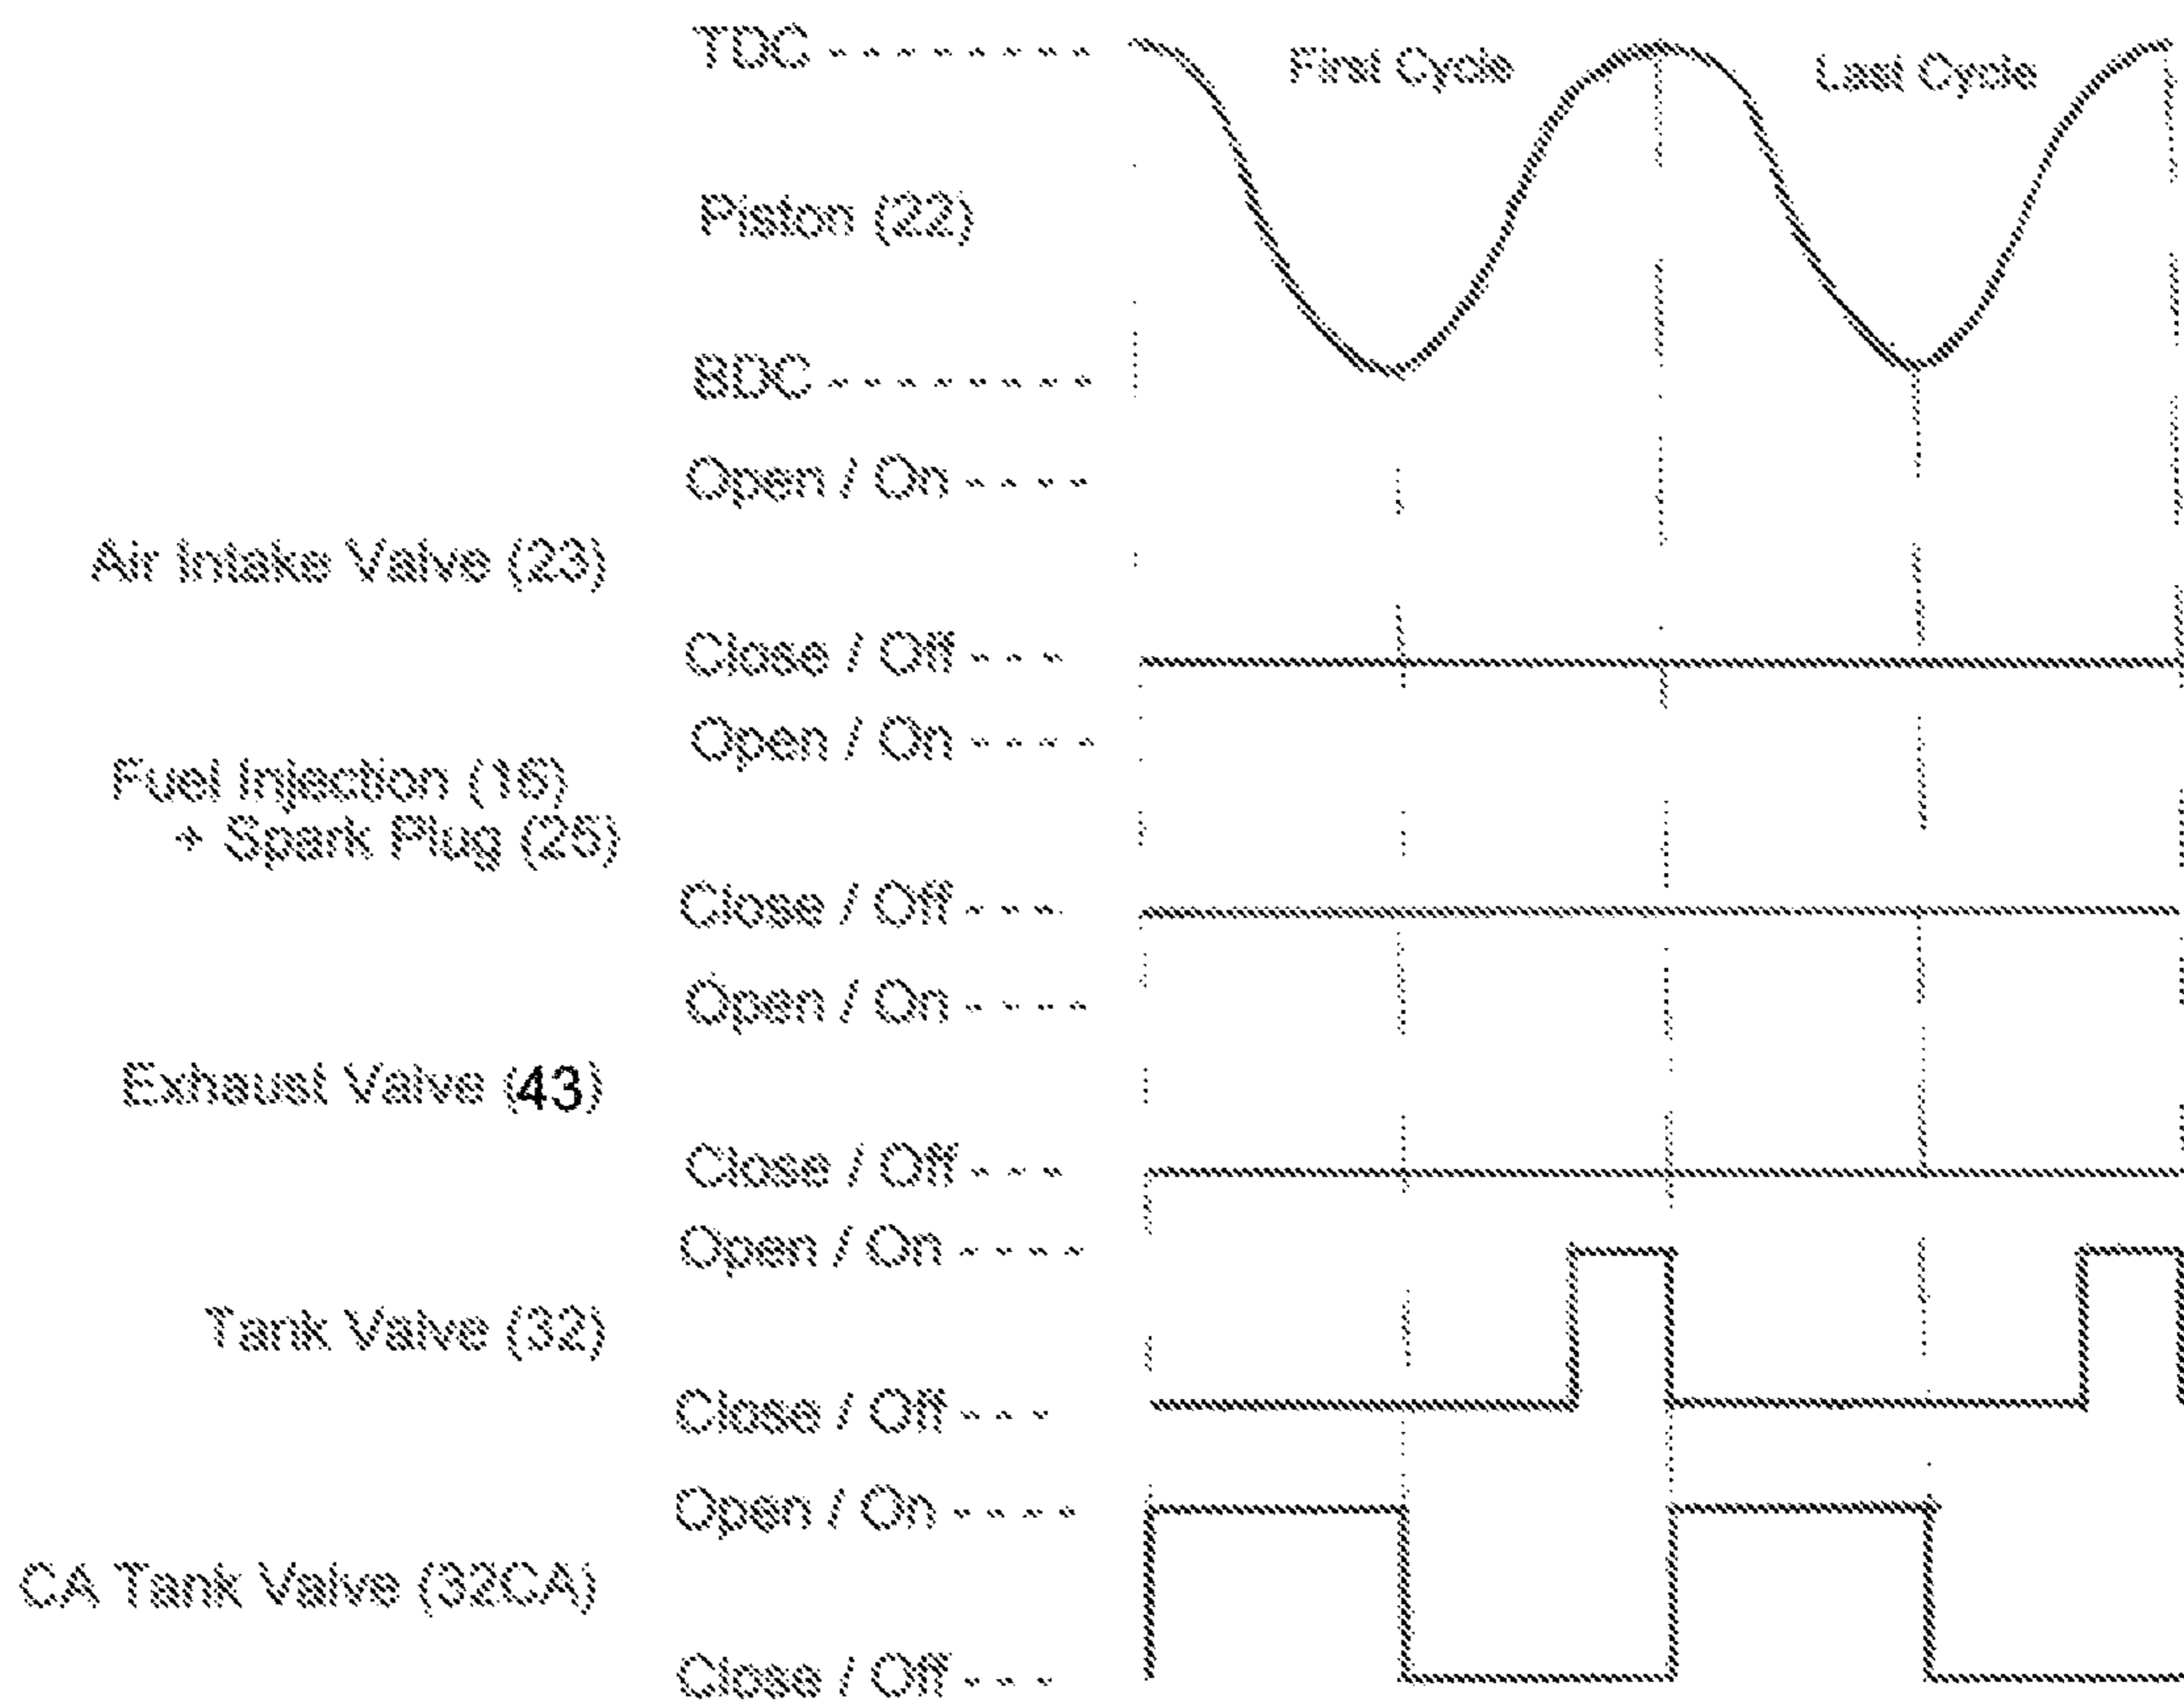 TDC - - - - - - - -
First Cycle
Last Cycle
Piston (22)
BDC - - - - - - - -
Open / On - - - -
Air Intake Valve (23)
Close / Off - - -
Open / On - - - -
Fuel Injection (16)
+ Spark Plug (25)
Close / Off - - -
Open / On - - - -
Exhaust Valve (43)
Close / Off - - -
Open / On - - - -
Tank Valve (32)
Close / Off - - -
Open / On - - - -
CA Tank Valve (32CA)
Close / Off - - -